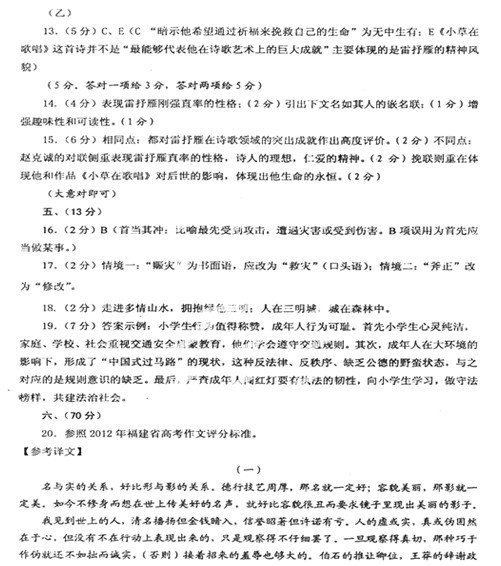 （乙）
13.（5分）C、E（C “暗示他希望通过祈福来挽救自己的生命”为无中生有；E《小草在
歌唱》这首诗并不是“最能够代表他在诗歌艺术上的巨大成就”主要体现的是雷抒雁的精神风
貌）
（5分。答对一项给3分，答对两项给5分）
14.（4分）表现雷抒雁刚强直率的性格；（2分）引出下文名如其人的嵌名联；（1分）增
强趣味性和可读性。（1分）
15.（6分）相同点：都对雷抒雁在诗歌领域的突出成就作出高度评价。（2分）不同点：
赵克诚的对联侧重表现雷抒雁直率的性格，诗人的理想、仁爱的精神。（2分）挽联则重在体
现他和作品《小草在歌唱》对后世的影响，体现出他生命的永恒。（2分）
（大意对即可）
五、（13分）
16.（2分）B（首当其冲：比喻最先受到攻击，遭遇灾害或受到伤害。B项误用为首先应
当做某事。）
17.（2分）情境一：“赈灾”为书面语，应改为“救灾”（口头语）；情境二：“斧正”改
为“修改”。
18.（2分）走进多情山水，拥抱绿色三明；人在三明城，城在森林中。
19.（7分）答案示例：小学生行为值得称赞，成年人行为可耻。首先小学生心灵纯洁，
家庭、学校、社会重视交通安全启蒙教育，他们学会遵守交通规则。其次，成年人在大环境的
影响下，形成了“中国式过马路”的现状，这种反法律、反秩序、缺乏公德的野蛮状态，与之
对应的是规则意识的缺乏。最后，严查成年人闯红灯要有执法的韧性，向小学生学习，做守法
榜样，共建法治社会。
六、（70分）
20．参照2012年福建省高考作文评分标准。
【参考译文】
（一）
名与实的关系，好比形与影的关系。德行技艺周厚，那名就一定好；容貌美丽，那影就一
定美。如今不修身而想在世上传美好的名声，就好比容貌很丑而要求镜子里现出美丽的影子。
我见到世上的人，清名播扬但金钱暗入，信誉昭著但许诺有亏。人的虚或实，真或伪固然
在于心，但没有不在行动上表现出来的，只是观察得不仔细罢了。一旦观察得真切，那种巧于
作伪就还不如拙而诚实，（否则）接着招来的羞辱也够大的。伯石的推让卿位，王莽的辞谢政